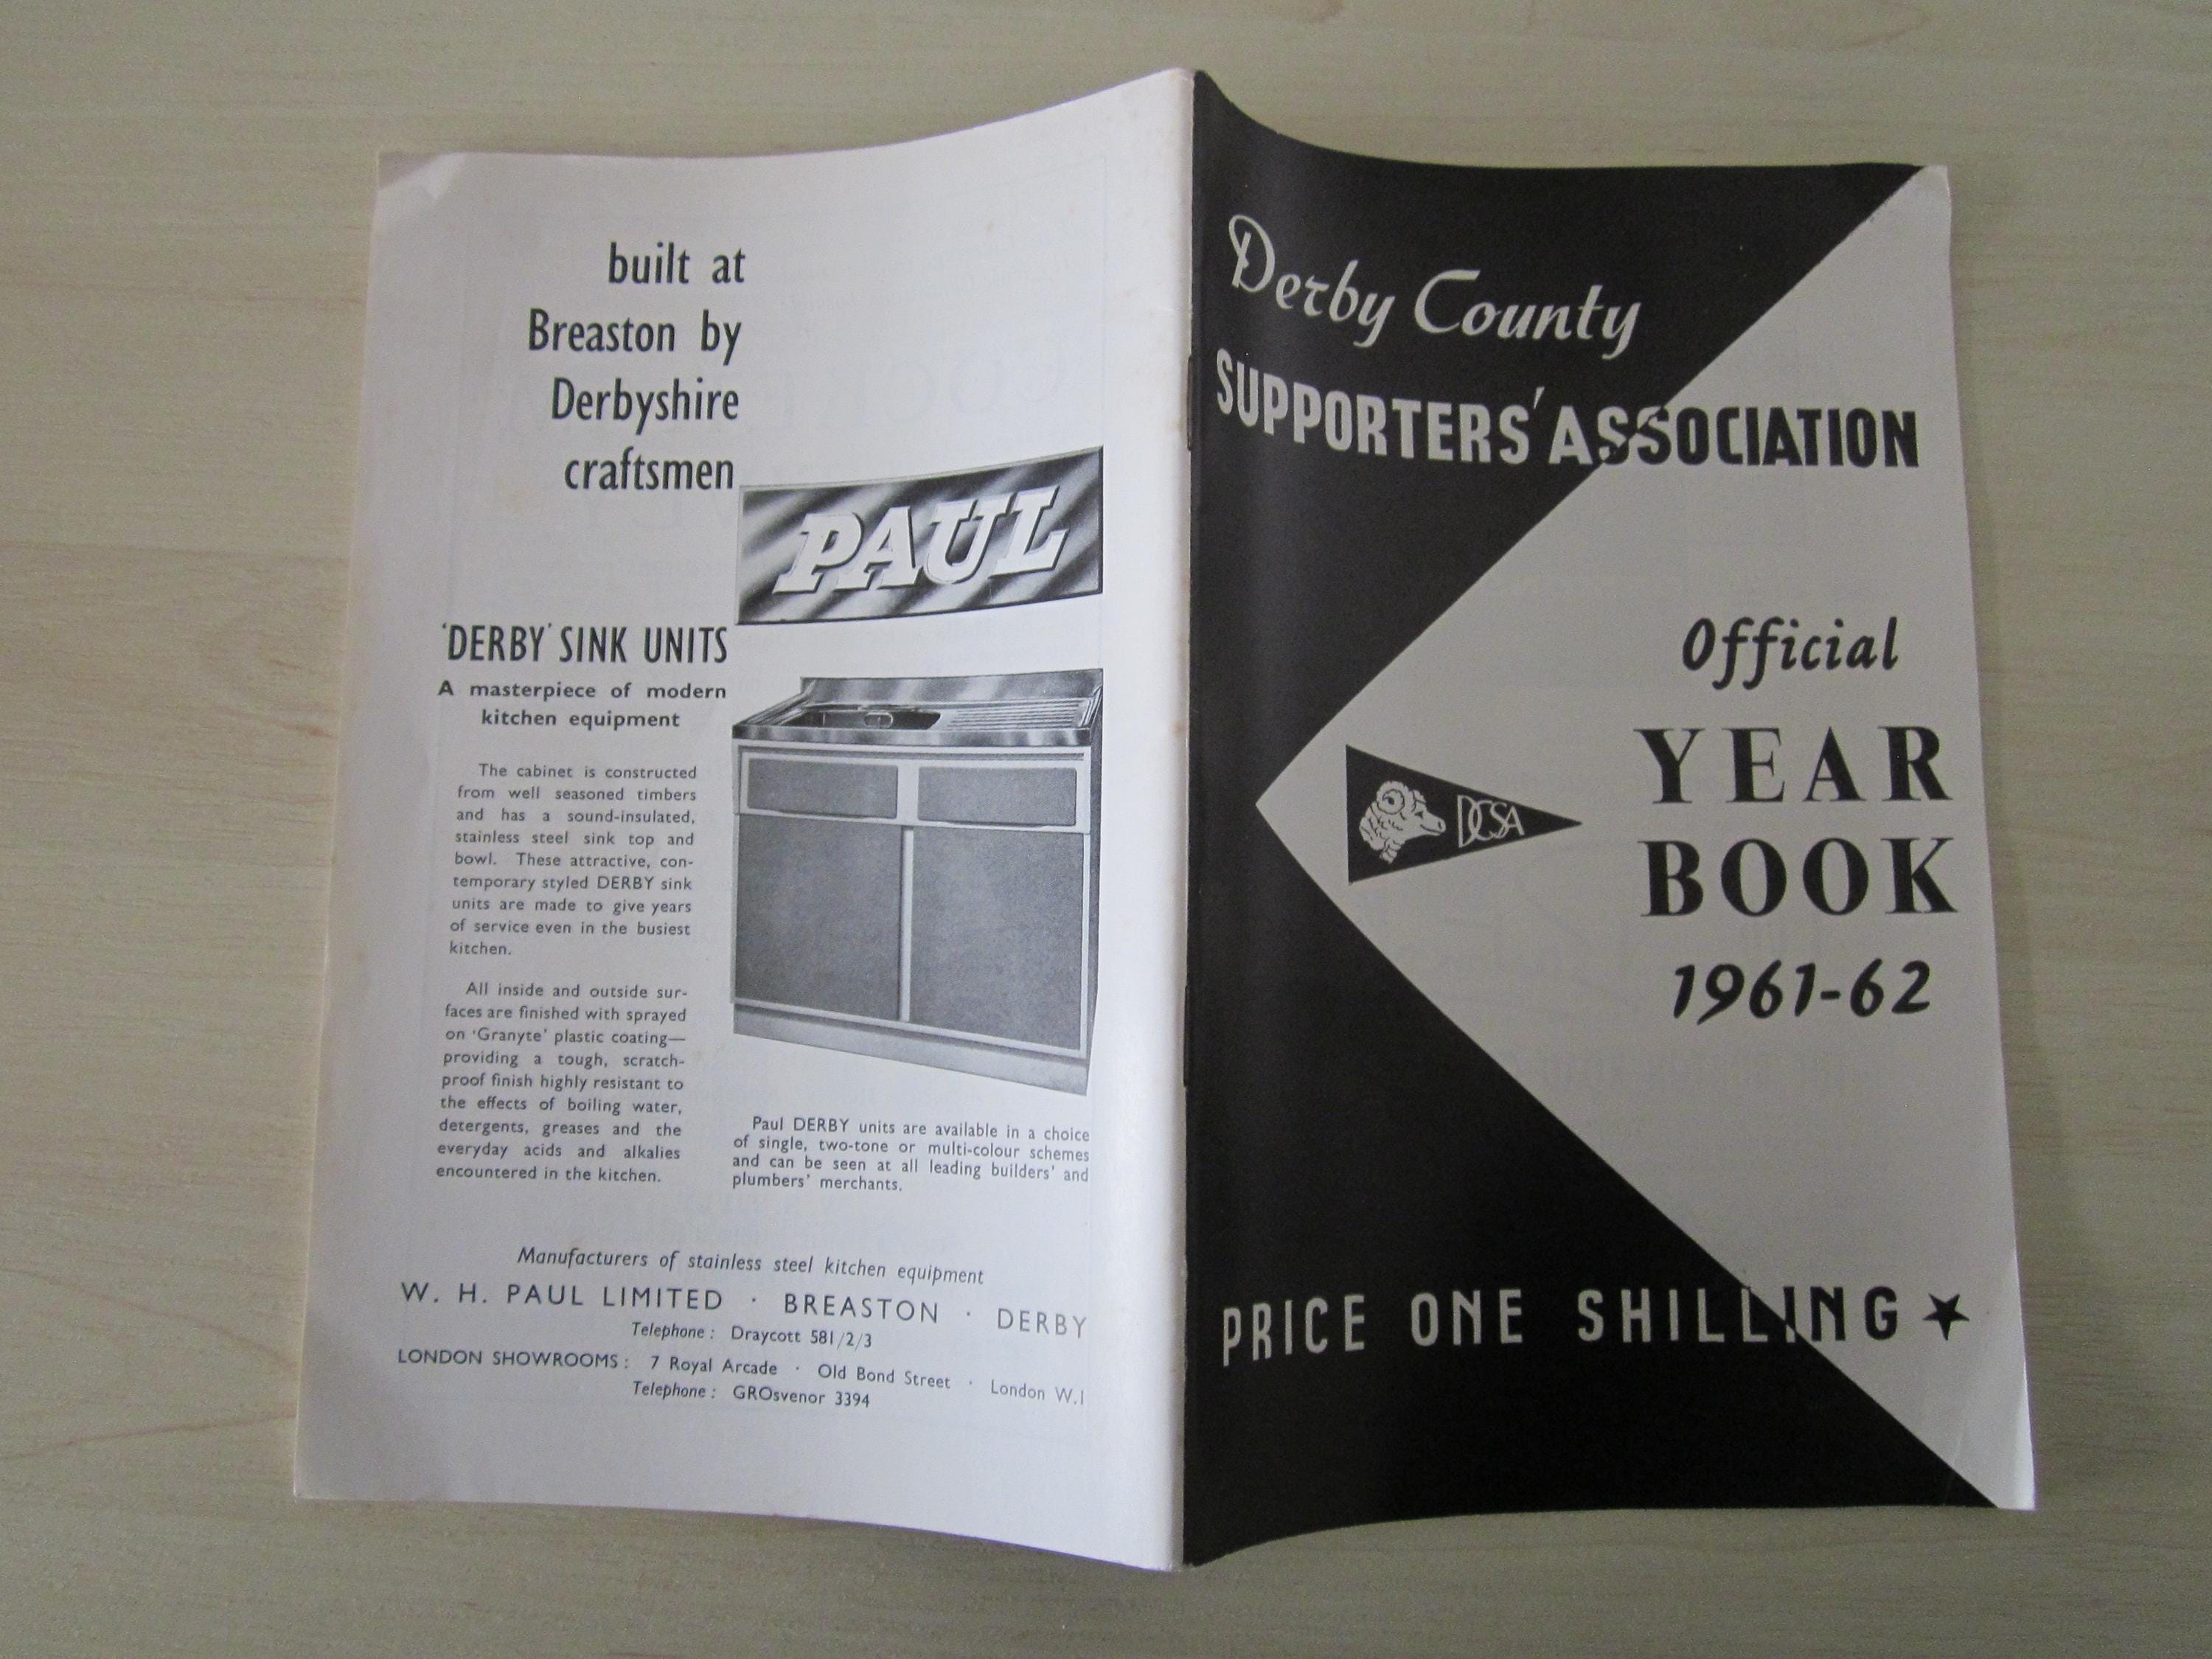 built at
Breaston by
Derbyshire
craftsmen
PAUL
'DERBY' SINK UNITS
A masterpiece of modern
kitchen equipment
The cabinet is constructed
from well seasoned timbers
and has a sound-insulated,
stainless steel sink top and
bowl. These attractive, con-
temporary styled DERBY sink
units are made to give years
of service even in the busiest
kitchen.
All inside and outside sur-
faces are finished with sprayed
on 'Granyte' plastic coating—
providing a tough, scratch-
proof finish highly resistant to
the effects of boiling water,
detergents, greases and the
everyday acids and alkalies
encountered in the kitchen.
Paul DERBY units are available in a choice
of single, two-tone or multi-colour schemes
and can be seen at all leading builders' and
plumbers' merchants.
Manufacturers of stainless steel kitchen equipment
W. H. PAUL LIMITED · BREASTON · DERBY
Telephone: Draycott 581/2/3
LONDON SHOWROOMS: 7 Royal Arcade · Old Bond Street · London W.1
Telephone: GROsvenor 3394
Derby County
SUPPORTERS' ASSOCIATION
Official
YEAR
BOOK
1961-62
DCSA
PRICE ONE SHILLING ★